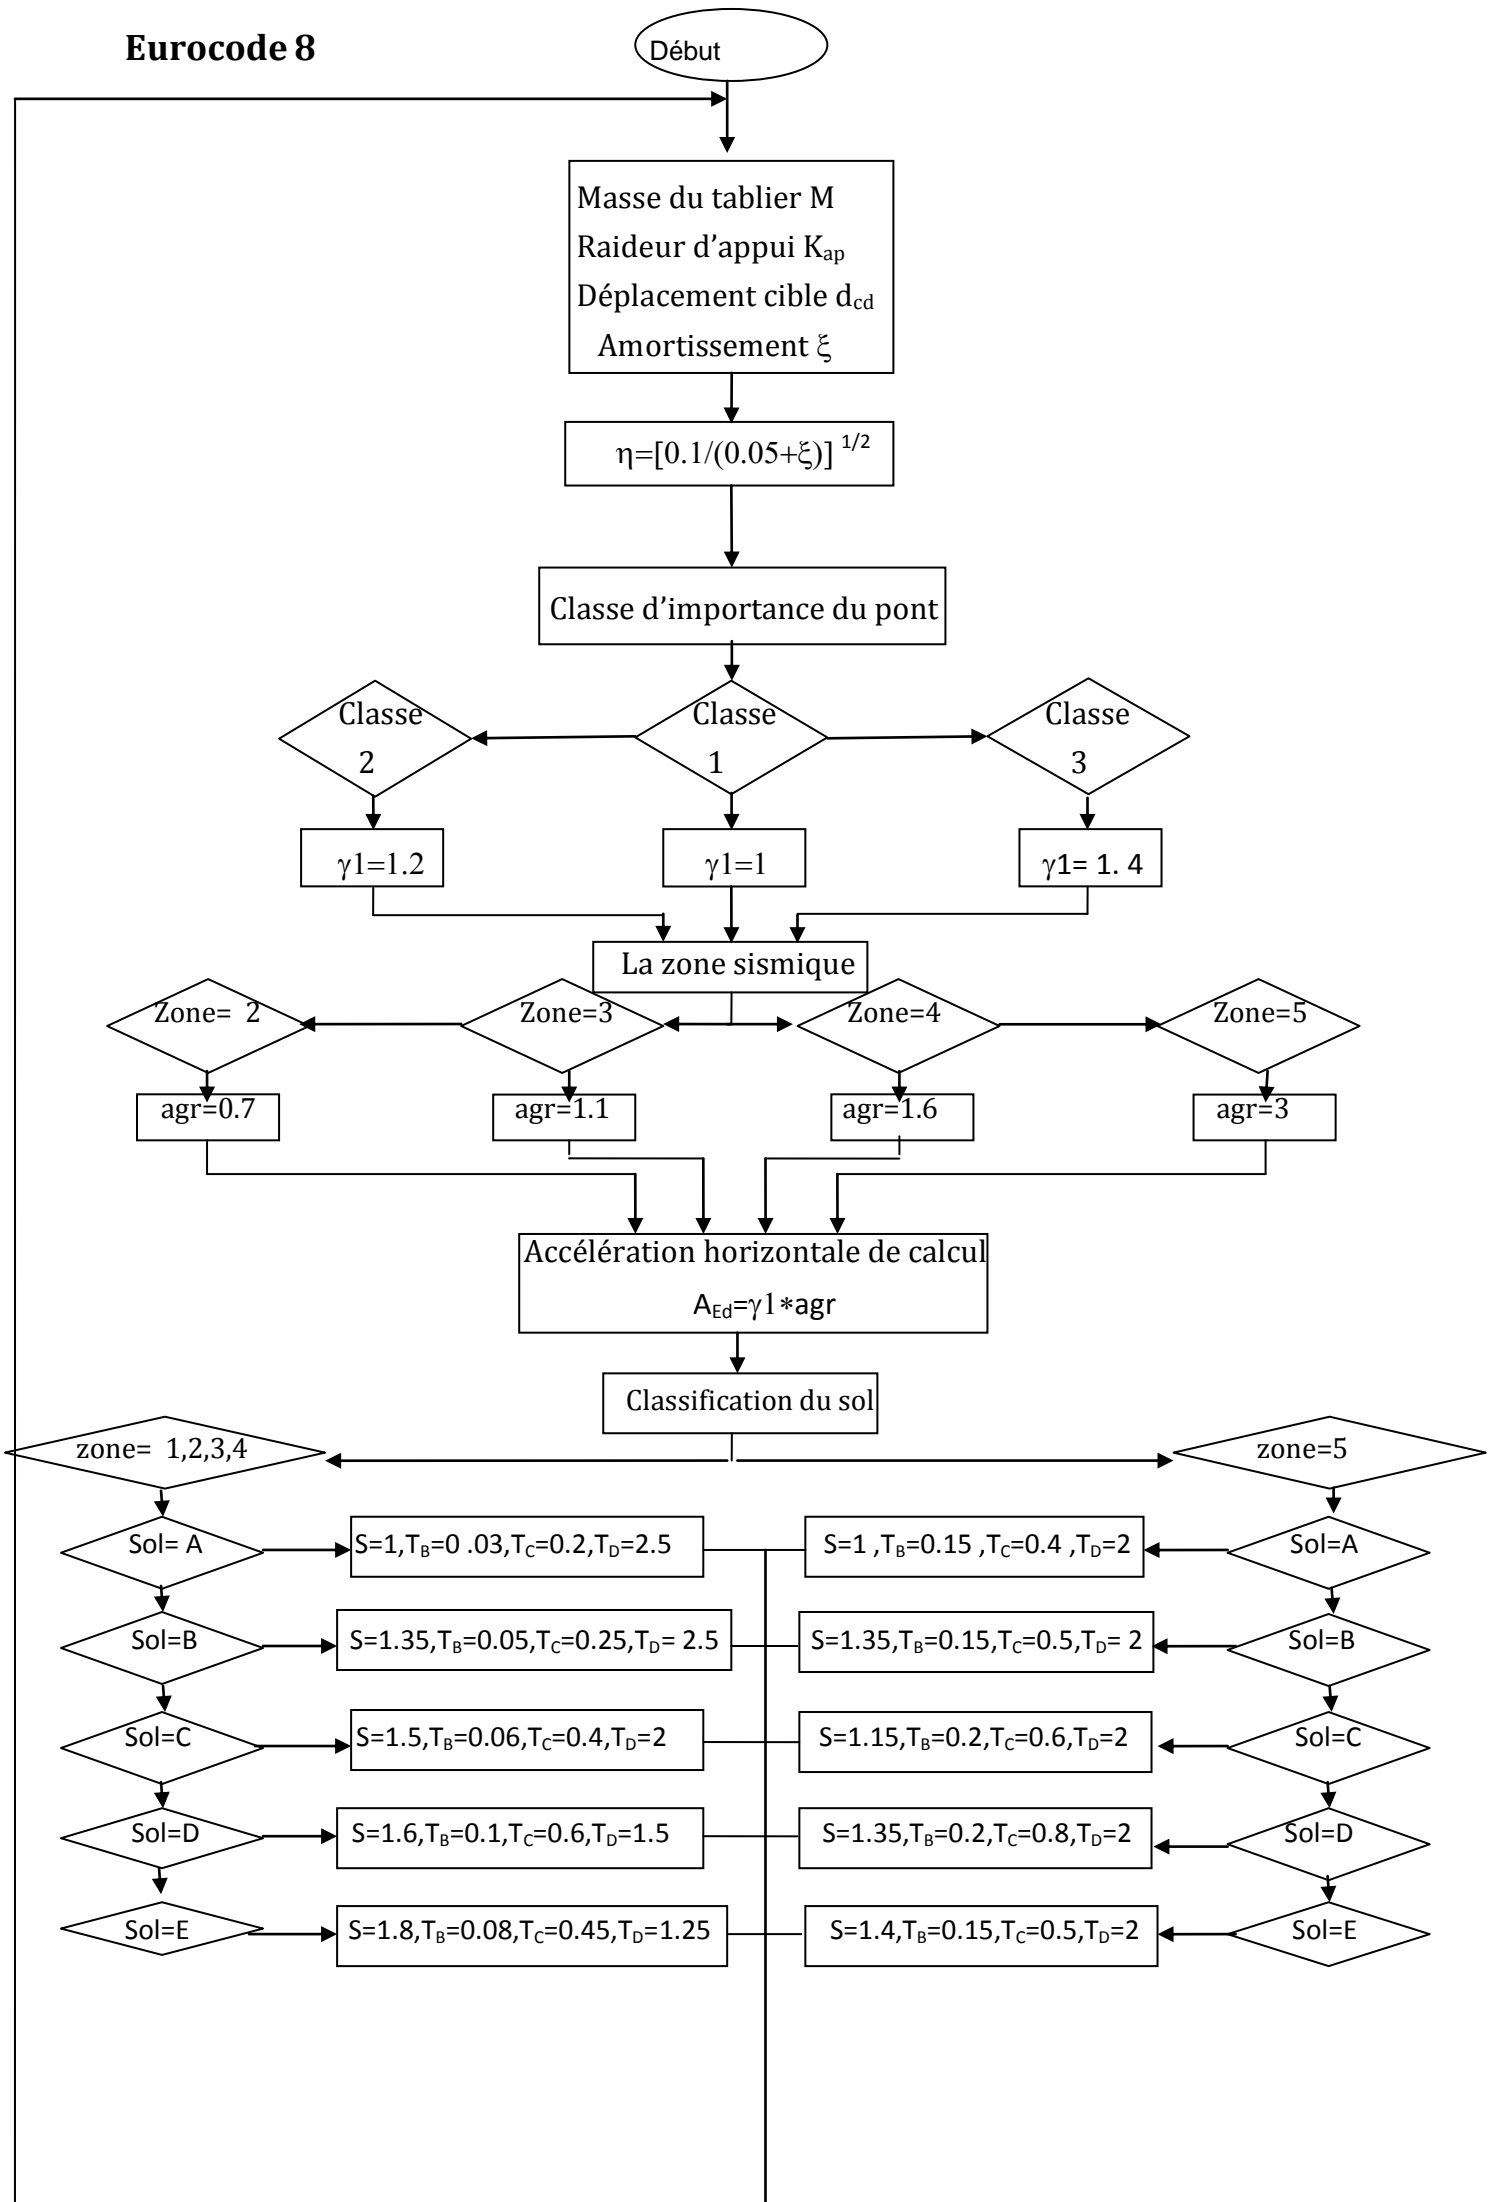 Eurocode 8
Début
Masse du tablier M
Raideur d'appui Kap
Déplacement cible dcd
Amortissement ξ
η=[0.1/(0.05+ξ)] 1/2
Classe d'importance du pont
Classe 2
Classe 1
Classe 3
γ1=1.2
γ1=1
γ1= 1. 4
La zone sismique
Zone= 2
Zone=3
Zone=4
Zone=5
agr=0.7
agr=1.1
agr=1.6
agr=3
Accélération horizontale de calcul
AEd=γ1*agr
Classification du sol
zone= 1,2,3,4
zone=5
Sol= A
S=1,TB=0 .03,TC=0.2,TD=2.5
S=1 ,TB=0.15 ,TC=0.4 ,TD=2
Sol=A
Sol=B
S=1.35,TB=0.05,TC=0.25,TD= 2.5
S=1.35,TB=0.15,TC=0.5,TD= 2
Sol=B
Sol=C
S=1.5,TB=0.06,TC=0.4,TD=2
S=1.15,TB=0.2,TC=0.6,TD=2
Sol=C
Sol=D
S=1.6,TB=0.1,TC=0.6,TD=1.5
S=1.35,TB=0.2,TC=0.8,TD=2
Sol=D
Sol=E
S=1.8,TB=0.08,TC=0.45,TD=1.25
S=1.4,TB=0.15,TC=0.5,TD=2
Sol=E